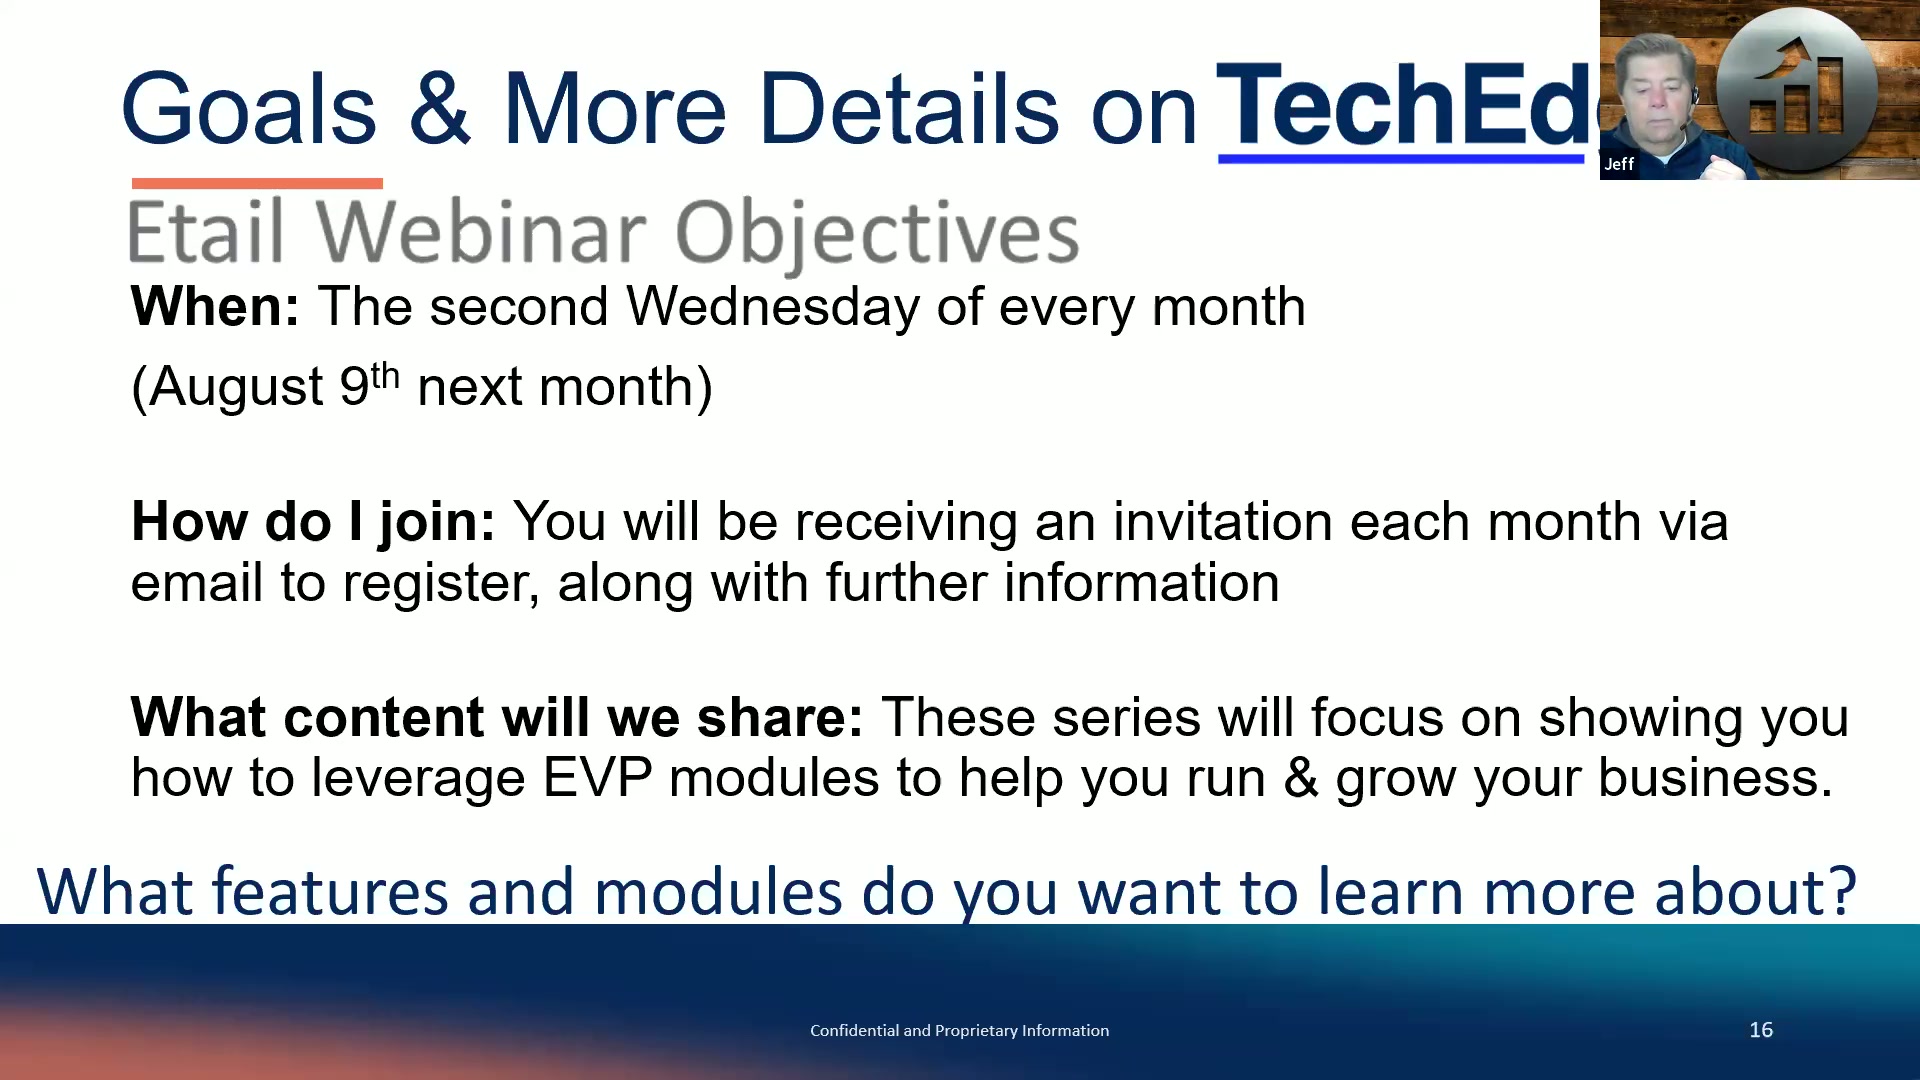 Goals & More Details on TechEd
Jeff
Etail Webinar Objectives
When: The second Wednesday of every month
(August 9th next month)
How do I join: You will be receiving an invitation each month via
email to register, along with further information
What content will we share: These series will focus on showing you
how to leverage EVP modules to help you run & grow your business.
What features and modules do you want to learn more about?
Confidential and Proprietary Information
16